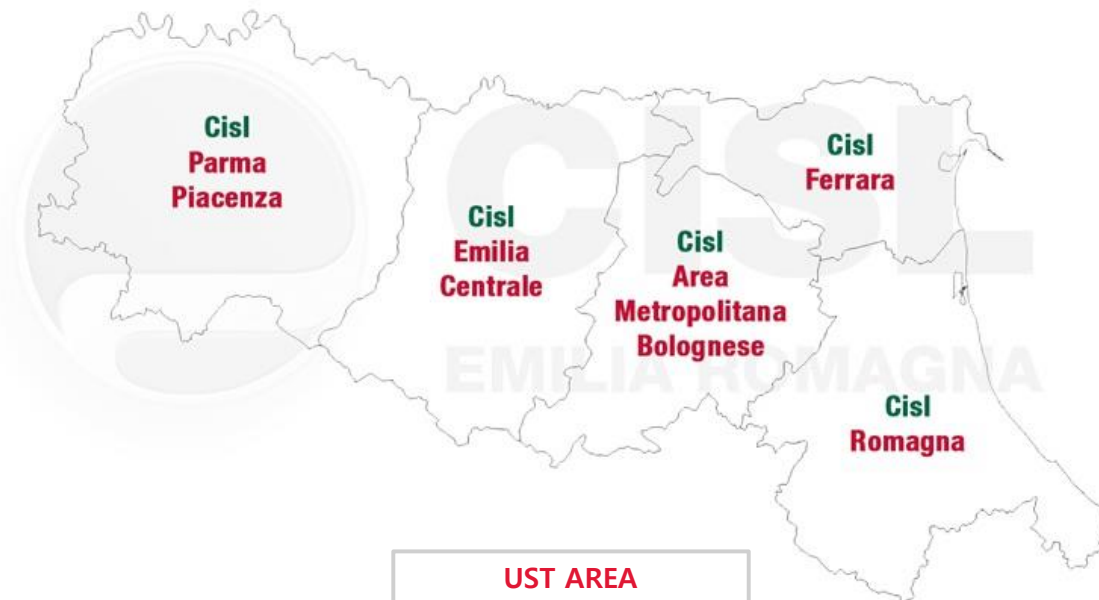 Cisl
Parma
Piacenza
Cisl
Emilia
Centrale
Cisl
Area
Metropolitana
Bolognese
Cisl
Ferrara
Cisl
Romagna
CISL
EMILIA ROMAGNA
UST AREA